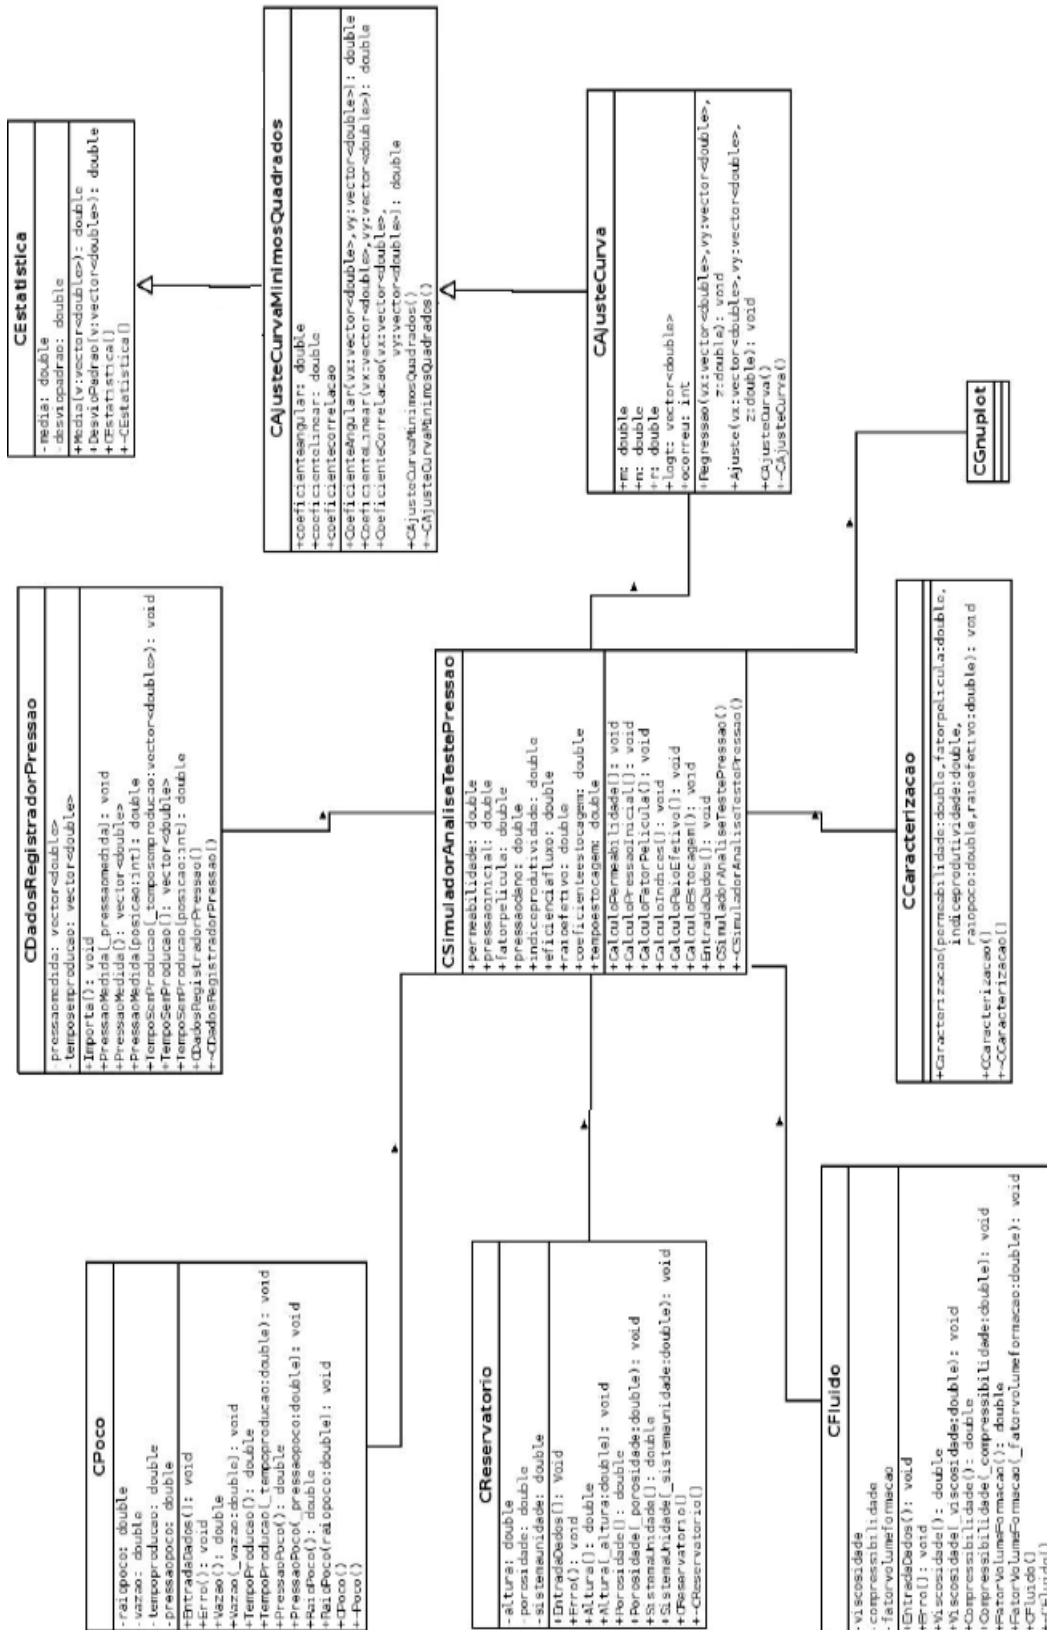 CEstatistica
-media: double
-desviopadrao: double
+Media(v:vector<double>): double
+DesvioPadrao(v:vector<double>): double
+CEstatistica()
+~CEstatistica()
CAjusteCurvaMinimosQuadrados
+coeficienteangular: double
+coeficientelinear: double
+coeficientecorrelacao
+CoeficienteAngular(vx:vector<double>,vy:vector<double>): double
+CoeficienteLinear(vx:vector<double>,vy:vector<double>): double
+CoeficienteCorrelacao(vx:vector<double>,
vy:vector<double>): double
+CAjusteCurvaMinimosQuadrados()
+~CAjusteCurvaMinimosQuadrados()
CAjusteCurva
+m: double
+n: double
+r: double
+logt: vector<double>
+ocorreu: int
+Regressao(vx:vector<double>,vy:vector<double>,
z:double): void
+Ajuste(vx:vector<double>,vy:vector<double>,
z:double): void
+CAjusteCurva()
+~CAjusteCurva()
CGnuplot
CDadosRegistradorPressao
-pressaomedida: vector<double>
-temposemproducao: vector<double>
+Importa(): void
+PressaoMedida(_pressaomedida): void
+PressaoMedida(): vector<double>
+PressaoMedida(posicao:int): double
+TempoSemProducao(_temposemproducao:vector<double>): void
+TempoSemProducao(): vector<double>
+TempoSemProducao(posicao:int): double
+CDadosRegistradorPressao()
+~CDadosRegistradorPressao()
CSimuladorAnaliseTestePressao
+permeabilidade: double
+pressaoinicial: double
+fatorpelicula: double
+pressaodano: double
+indiceprodutividade: double
+eficienciafluxo: double
+raioefetivo: double
+coeficienteestocagem: double
+tempoestocagem: double
+CalculoPermeabilidade(): void
+CalculoPressaoInicial(): void
+CalculoFatorPelicula(): void
+CalculoIndices(): void
+CalculoRaioEfetivo(): void
+CalculoEstocagem(): void
+EntradaDados(): void
+CSimuladorAnaliseTestePressao()
+~CSimuladorAnaliseTestePressao()
CCaracterizacao
+Caracterizacao(permeabilidade:double,fatorpelicula:double,
indiceprodutividade:double,
raiopoco:double,raioefetivo:double): void
+CCaracterizacao()
+~CCaracterizacao()
CPoco
-raiopoco: double
-vazao: double
-tempoproducao: double
-pressaopoco: double
+EntradaDados(): void
+Erro(): void
+Vazao(): double
+Vazao(_vazao:double): void
+TempoProducao(): double
+TempoProducao(_tempoproducao:double): void
+PressaoPoco(): double
+PressaoPoco(_pressaopoco:double): void
+RaioPoco(): double
+RaioPoco(raiopoco:double): void
+CPoco()
+~Poco()
CReservatorio
-altura: double
-porosidade: double
-sistemaunidade: double
+EntradaDados(): Void
+Erro(): void
+Altura(): double
+Altura(_altura:double): void
+Porosidade(): double
+Porosidade(_porosidade:double): void
+SistemaUnidade(): double
+SistemaUnidade(_sistemaunidade:double): void
+CReservatorio()
+~CReservatorio()
CFluido
-viscosidade
-compressibilidade
-fatorvolumeformacao
+EntradaDados(): void
+Erro(): void
+Viscosidade(): double
+Viscosidade(_viscosidade:double): void
+Compressibilidade(): double
+Compressibilidade(_compressibilidade:double): void
+FatorVolumeFormacao(): double
+FatorVolumeFormacao(_fatorvolumeformacao:double): void
+CFluido()
+~CFluido()